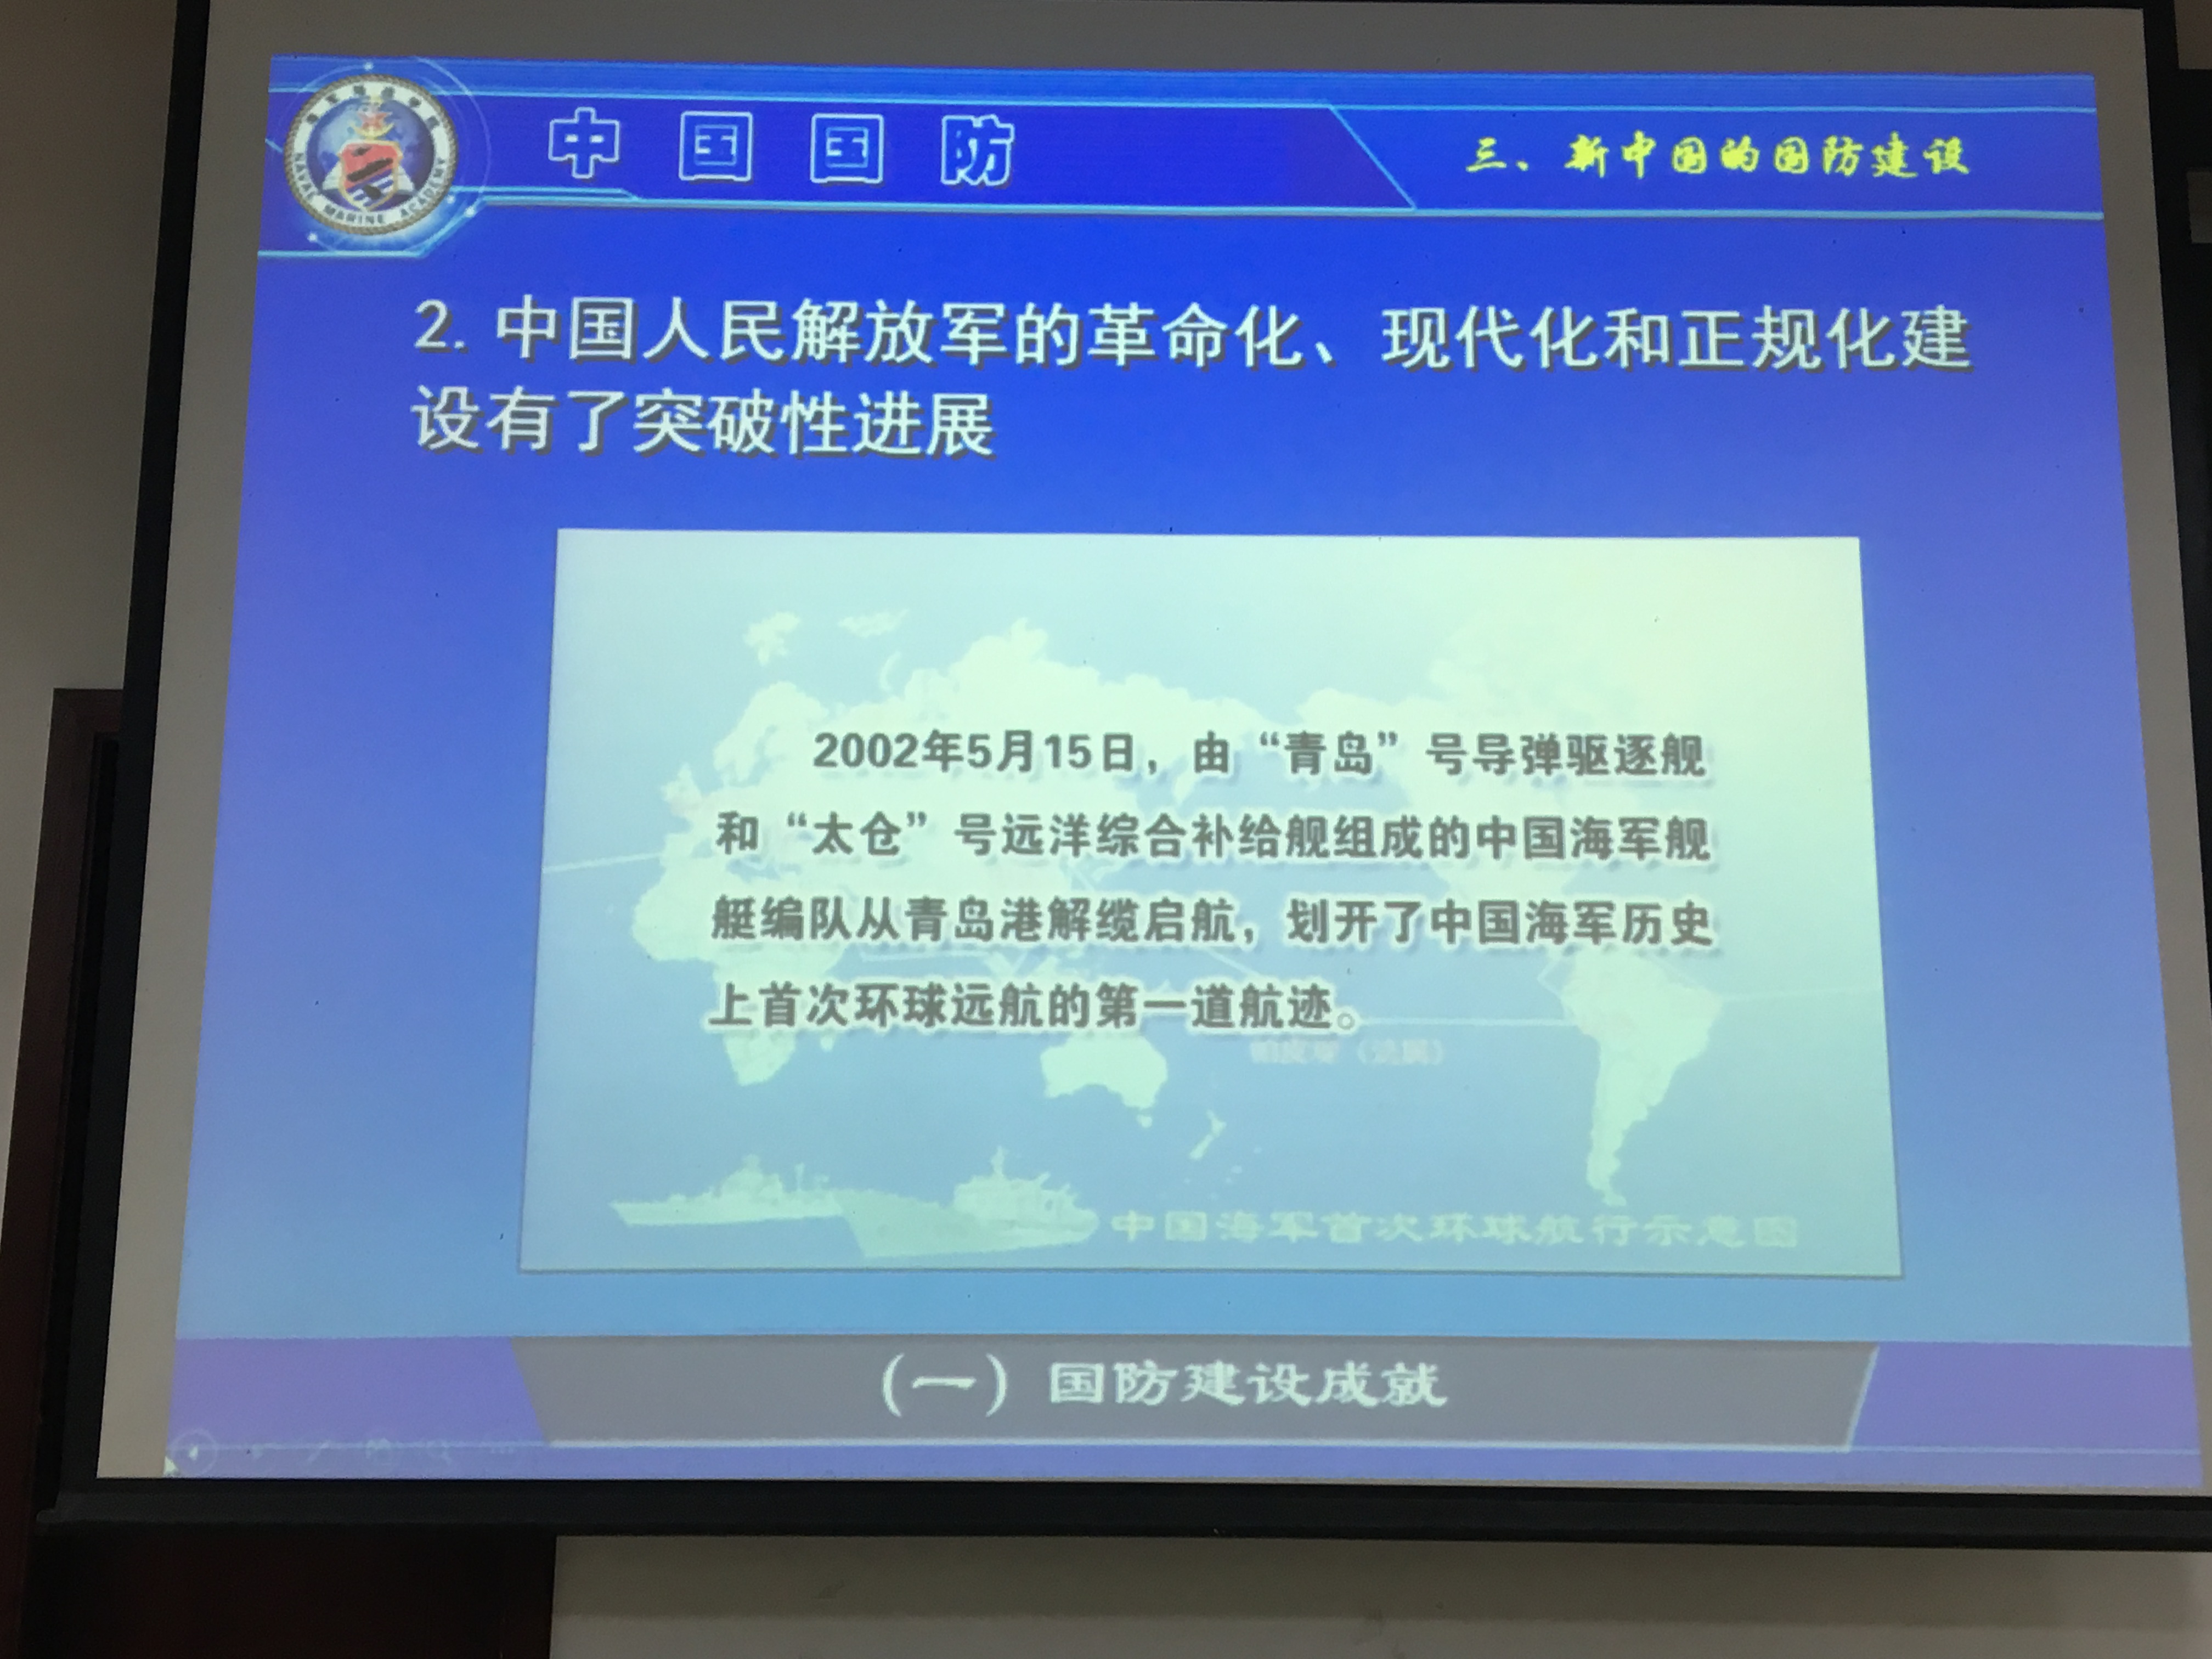 中国国防
三、新中国的国防建设
NAVAL MARINE ACADEMY
2. 中国人民解放军的革命化、现代化和正规化建
设有了突破性进展
2002年5月15日，由“青岛”号导弹驱逐舰
和“太仓”号远洋综合补给舰组成的中国海军舰
艇编队从青岛港解缆启航，划开了中国海军历史
上首次环球远航的第一道航迹。
中国海军首次环球航行示意图
(一) 国防建设成就